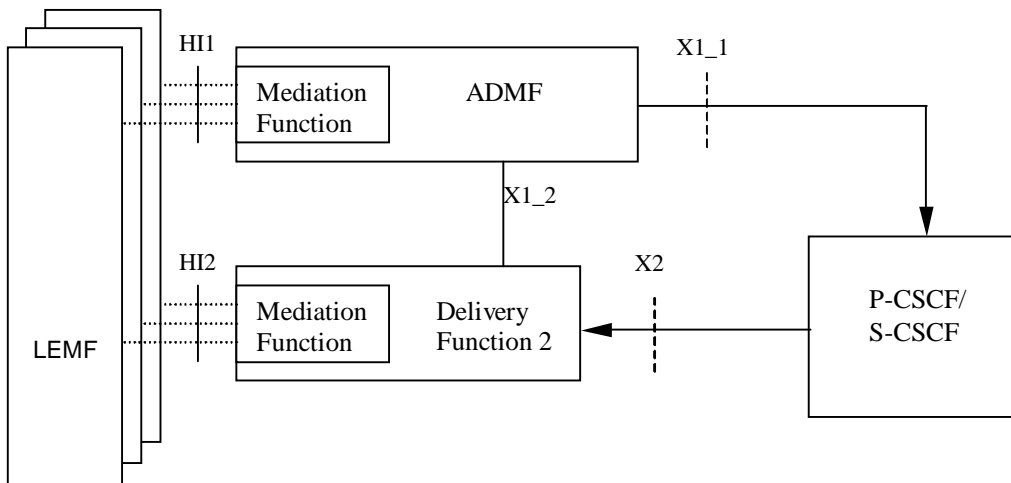 HI1
X1_1
Mediation
Function
ADMF
X1_2
HI2
X2
Mediation
Function
Delivery
Function 2
P-CSCF/
S-CSCF
LEMF